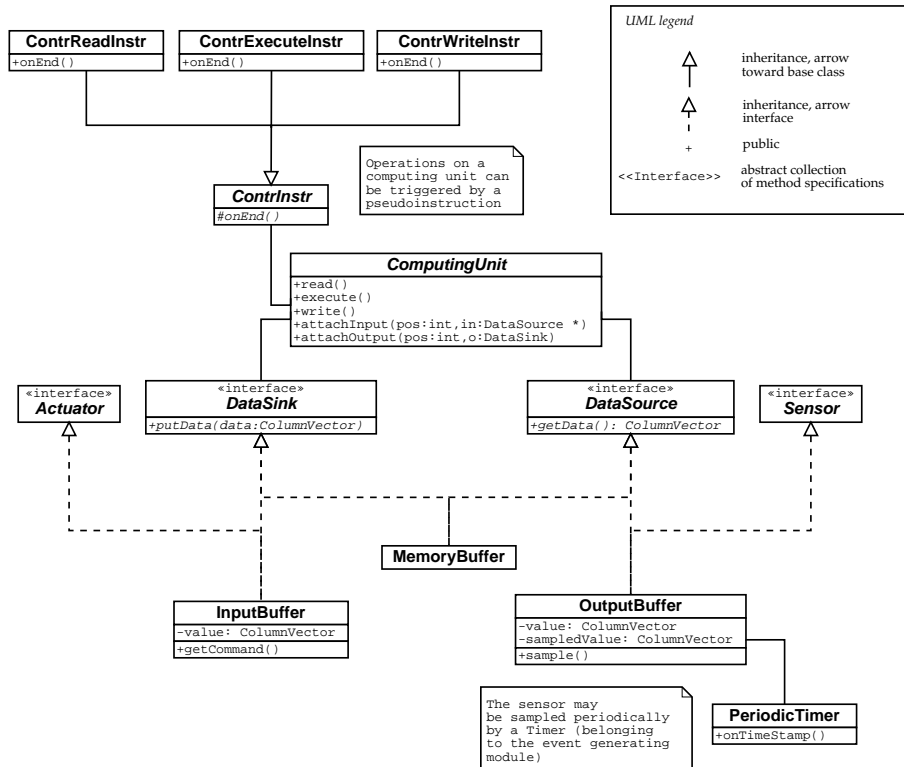 ContrReadInstr
+onEnd()
ContrExecuteInstr
+onEnd()
ContrWriteInstr
+onEnd()
UML legend
inheritance, arrow
toward base class
inheritance, arrow
interface
+
public
<<Interface>>
abstract collection
of method specifications
Operations on a
computing unit can
be triggered by a
pseudoinstruction
ContrInstr
#onEnd()
ComputingUnit
+read()
+execute()
+write()
+attachInput(pos:int,in:DataSource *)
+attachOutput(pos:int,o:DataSink)
«interface»
Actuator
«interface»
DataSink
+putData(data:ColumnVector)
«interface»
DataSource
+getData(): ColumnVector
«interface»
Sensor
MemoryBuffer
InputBuffer
-value: ColumnVector
+getCommand()
OutputBuffer
-value: ColumnVector
-sampledValue: ColumnVector
+sample()
The sensor may
be sampled periodically
by a Timer (belonging
to the event generating
module)
PeriodicTimer
+onTimeStamp()